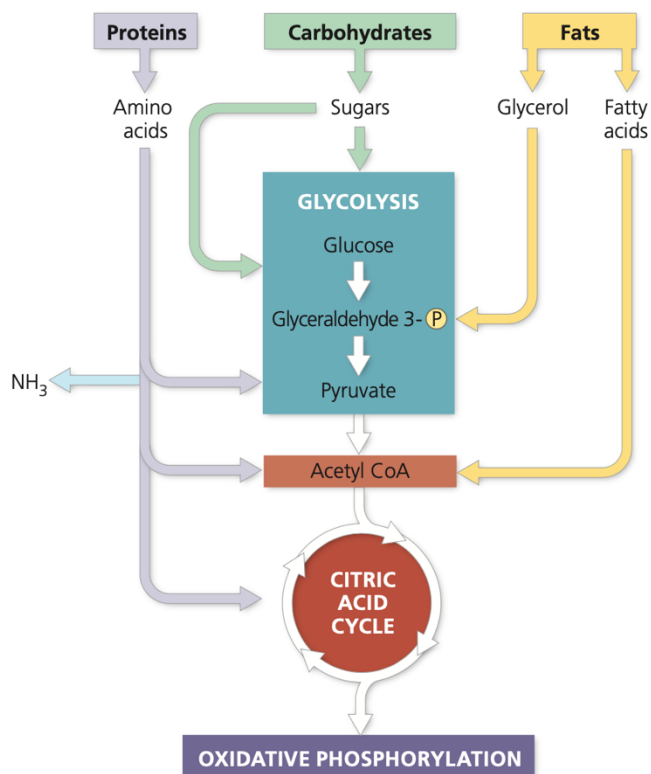 Proteins
Carbohydrates
Fats
Amino
acids
Sugars
Glycerol
Fatty
acids
GLYCOLYSIS
Glucose
Glyceraldehyde 3- P
NH₃
Pyruvate
Acetyl CoA
CITRIC
ACID
CYCLE
OXIDATIVE PHOSPHORYLATION